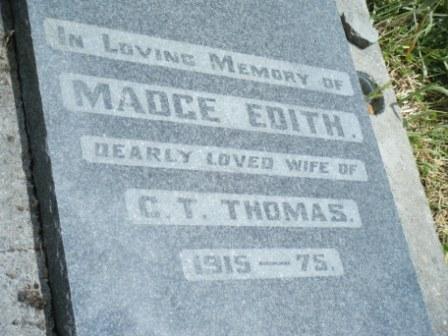 In Loving Memory of
MADGE EDITH.
DEARLY LOVED WIFE OF
C. T. THOMAS.
1915 — 75.